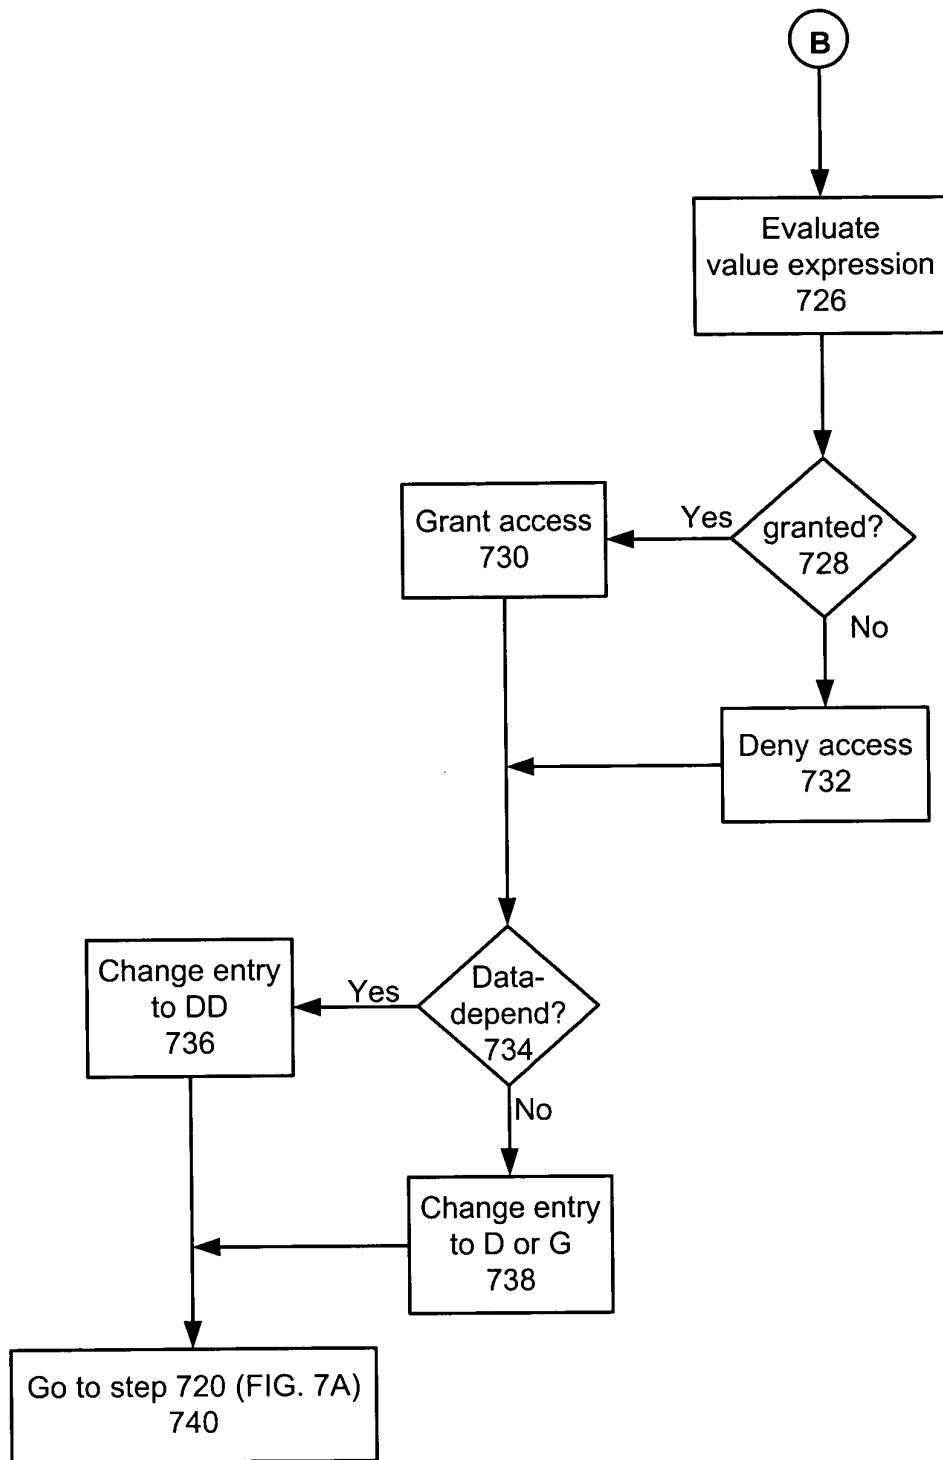 B
Evaluate
value expression
726
granted?
728
Yes
No
Grant access
730
Deny access
732
Data-
depend?
734
Yes
No
Change entry
to DD
736
Change entry
to D or G
738
Go to step 720 (FIG. 7A)
740